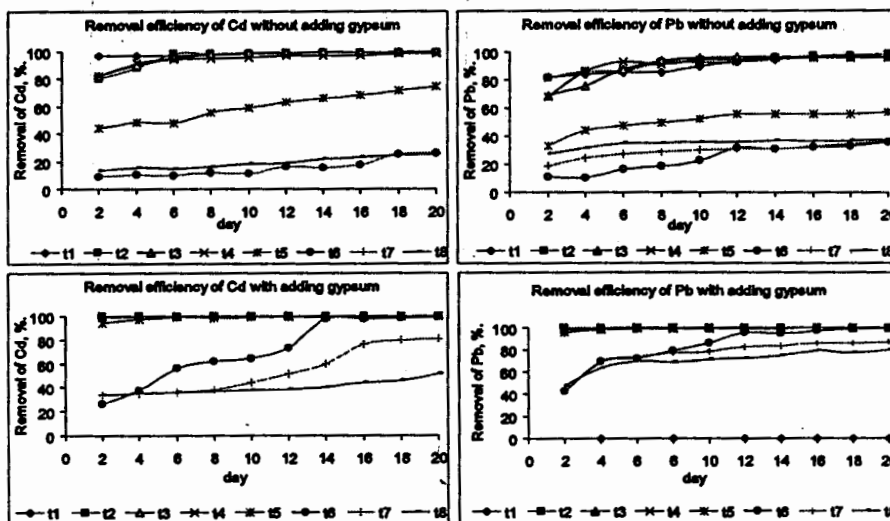 Removal efficiency of Cd without adding gypsum
Removal of Cd, %.
100
80
60
40
20
0
0 2 4 6 8 10 12 14 16 18 20
day
t1 t2 t3 t4 t5 t6 t7 t8
Removal efficiency of Pb without adding gypsum
Removal of Pb, %.
100
80
60
40
20
0
0 2 4 6 8 10 12 14 16 18 20
day
t1 t2 t3 t4 t5 t6 t7 t8
Removal efficiency of Cd with adding gypsum
Removal of Cd, %.
100
80
60
40
20
0
0 2 4 6 8 10 12 14 16 18 20
day
t1 t2 t3 t4 t5 t6 t7 t8
Removal efficiency of Pb with adding gypsum
Removal of Pb, %.
100
80
60
40
20
0
0 2 4 6 8 10 12 14 16 18 20
day
t1 t2 t3 t4 t5 t6 t7